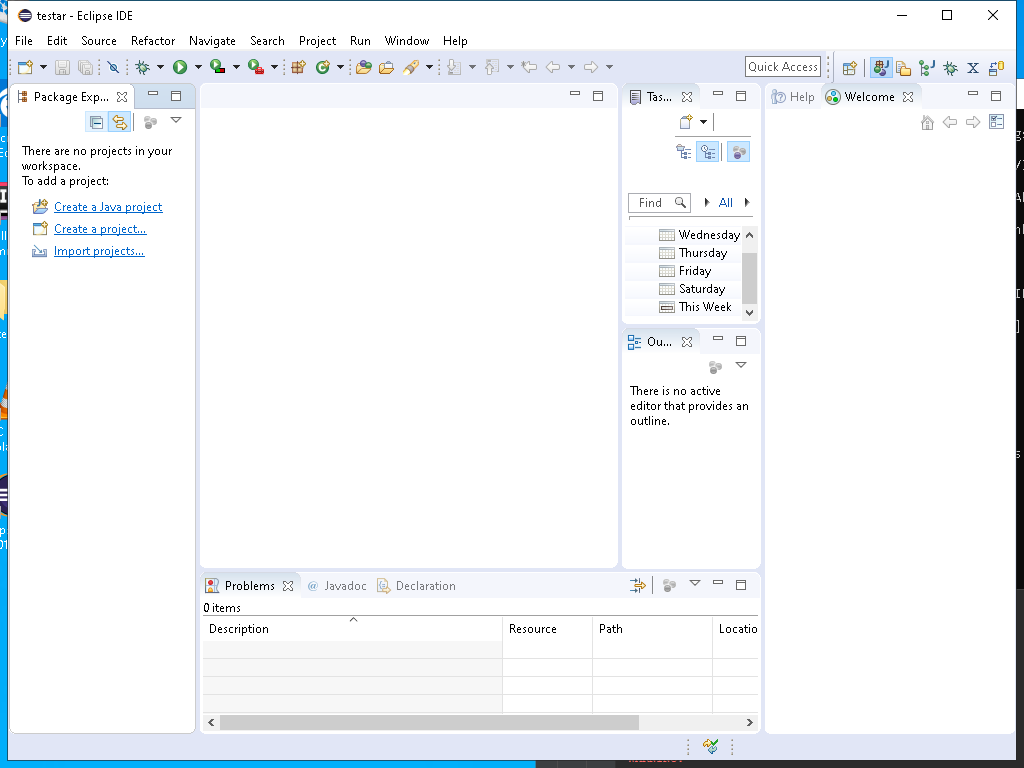 testar - Eclipse IDE
File Edit Source Refactor Navigate Search Project Run Window Help
Quick Access
Package Exp...
There are no projects in your
workspace.
To add a project:
Create a Java project
Create a project...
Import projects...
Tas...
Find
All
Wednesday
Thursday
Friday
Saturday
This Week
Ou...
There is no active
editor that provides an
outline.
Help Welcome
Problems @ Javadoc Declaration
0 items
Description Resource Path Locatio